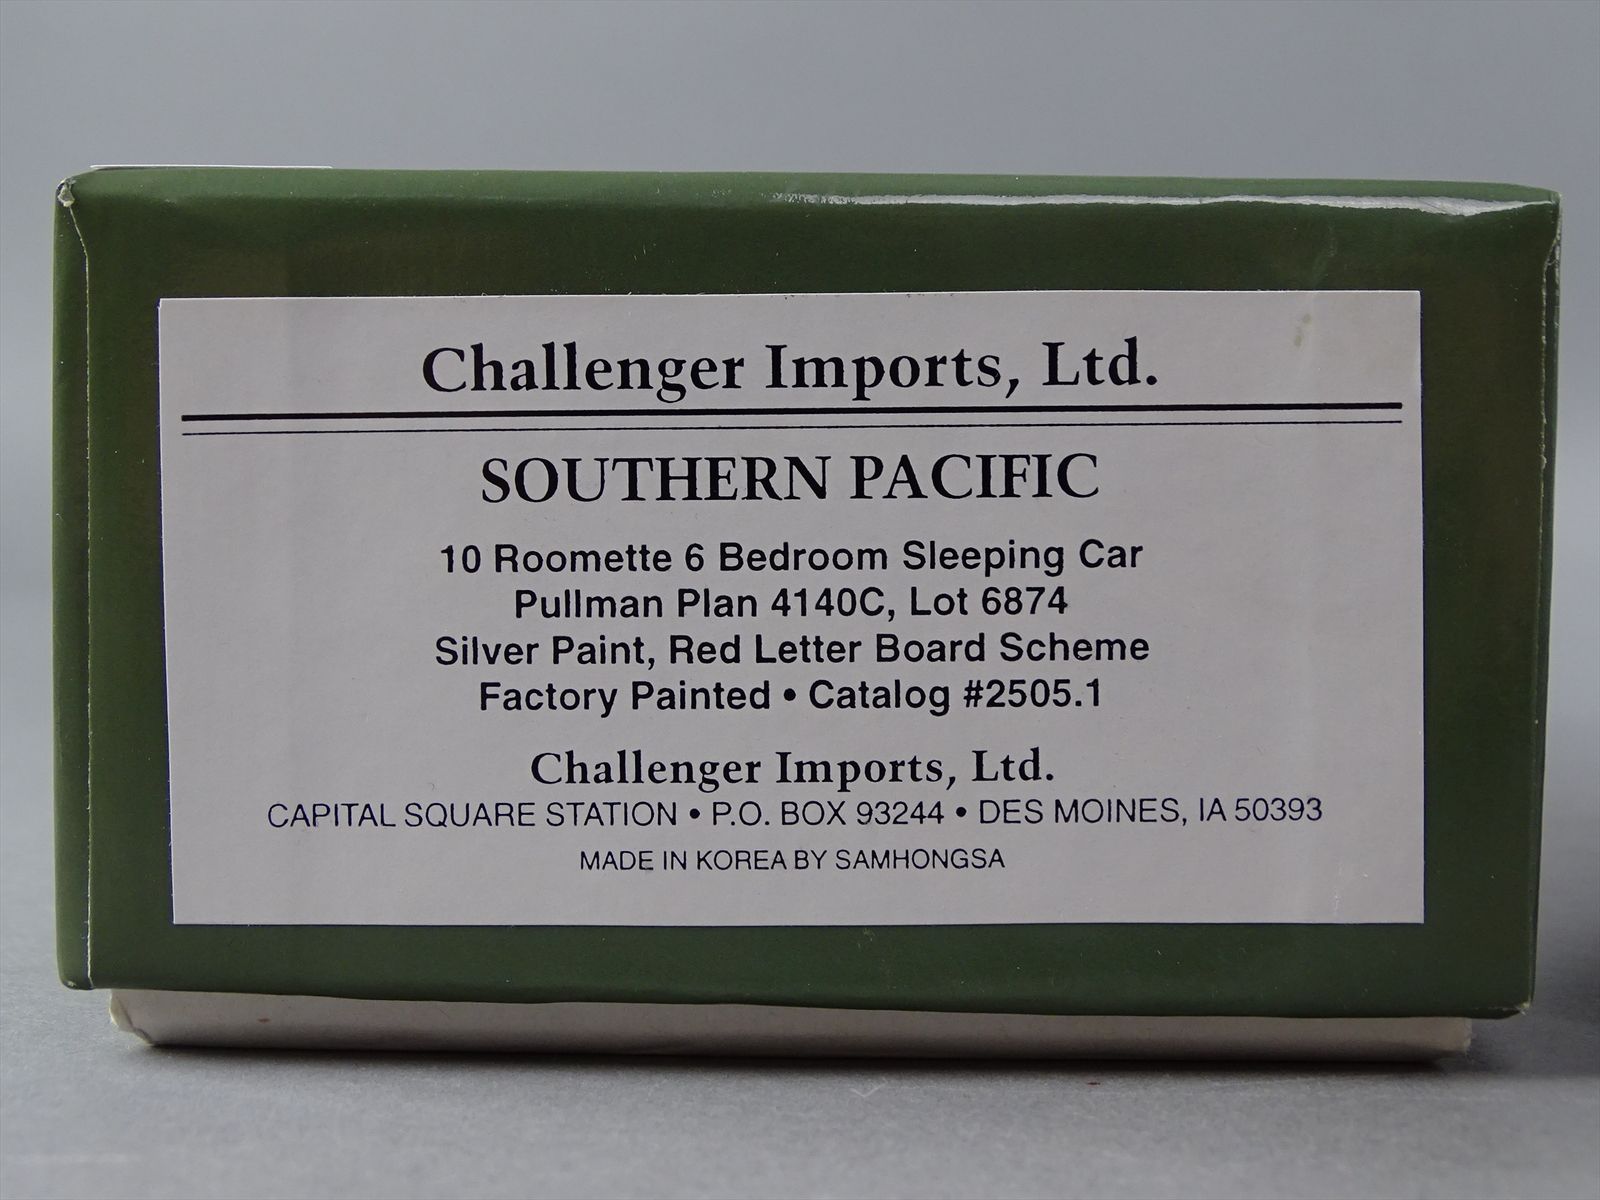 Challenger Imports, Ltd.
SOUTHERN PACIFIC
10 Roomette 6 Bedroom Sleeping Car
Pullman Plan 4140C, Lot 6874
Silver Paint, Red Letter Board Scheme
Factory Painted • Catalog #2505.1
Challenger Imports, Ltd.
CAPITAL SQUARE STATION • P.O. BOX 93244 • DES MOINES, IA 50393
MADE IN KOREA BY SAMHONGSA